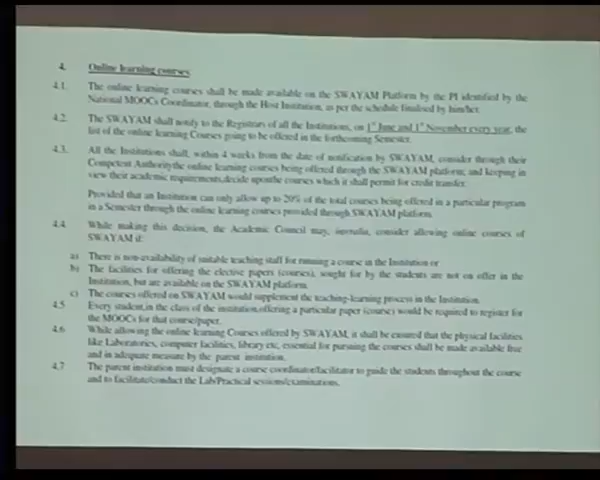 4. Online learning courses
4.1. The online learning courses shall be made available on the SWAYAM Platform by the PI identified by the
National MOOCs Coordinator, through the Host Institution, as per the schedule finalised by him/her.
4.2. The SWAYAM shall notify to the Registrars of all the Institutions, on 1st June and 1st November every year, the
list of the online learning Courses going to be offered in the forthcoming Semester.
4.3. All the Institutions shall, within 4 weeks from the date of notification by SWAYAM, consider through their
Competent Authority the online learning courses being offered through the SWAYAM platform; and keeping in
view their academic requirements, decide upon the courses which it shall permit for credit transfer.
Provided that an Institution can only allow up to 20% of the total courses being offered in a particular program
in a Semester through the online learning courses provided through SWAYAM platform.
4.4. While making this decision, the Academic Council may, interalia, consider allowing online courses of
SWAYAM if:
a) There is non-availability of suitable teaching staff for running a course in the Institution or
b) The facilities for offering the elective papers (courses), sought for by the students are not on offer in the
Institution, but are available on the SWAYAM platform.
c) The courses offered on SWAYAM would supplement the teaching-learning process in the Institution.
4.5 Every student, in the class of the institution, offering a particular paper (course) would be required to register for
the MOOCs for that course/paper.
4.6 While allowing the online learning Courses offered by SWAYAM, it shall be ensured that the physical facilities
like Laboratories, computer facilities, library etc, essential for pursuing the courses shall be made available free
and in adequate measure by the parent institution.
4.7 The parent institution must designate a course coordinator/facilitator to guide the students throughout the course
and to facilitate/conduct the Lab/Practical sessions/examinations.